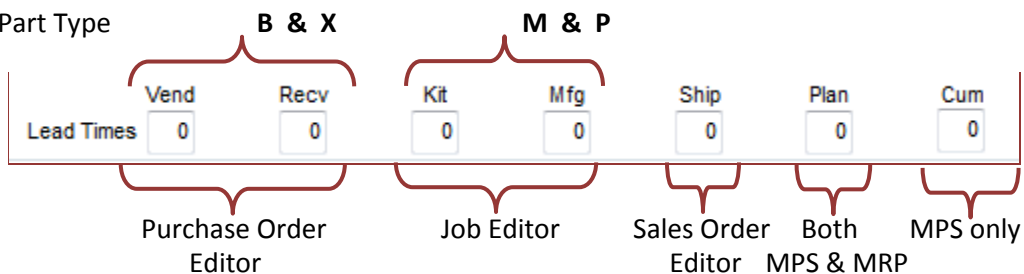 Part Type B & X M & P
Vend Recv Kit Mfg Ship Plan Cum
Lead Times 0 0 0 0 0 0 0
Purchase Order Job Editor Sales Order Both MPS only
Editor Editor MPS & MRP